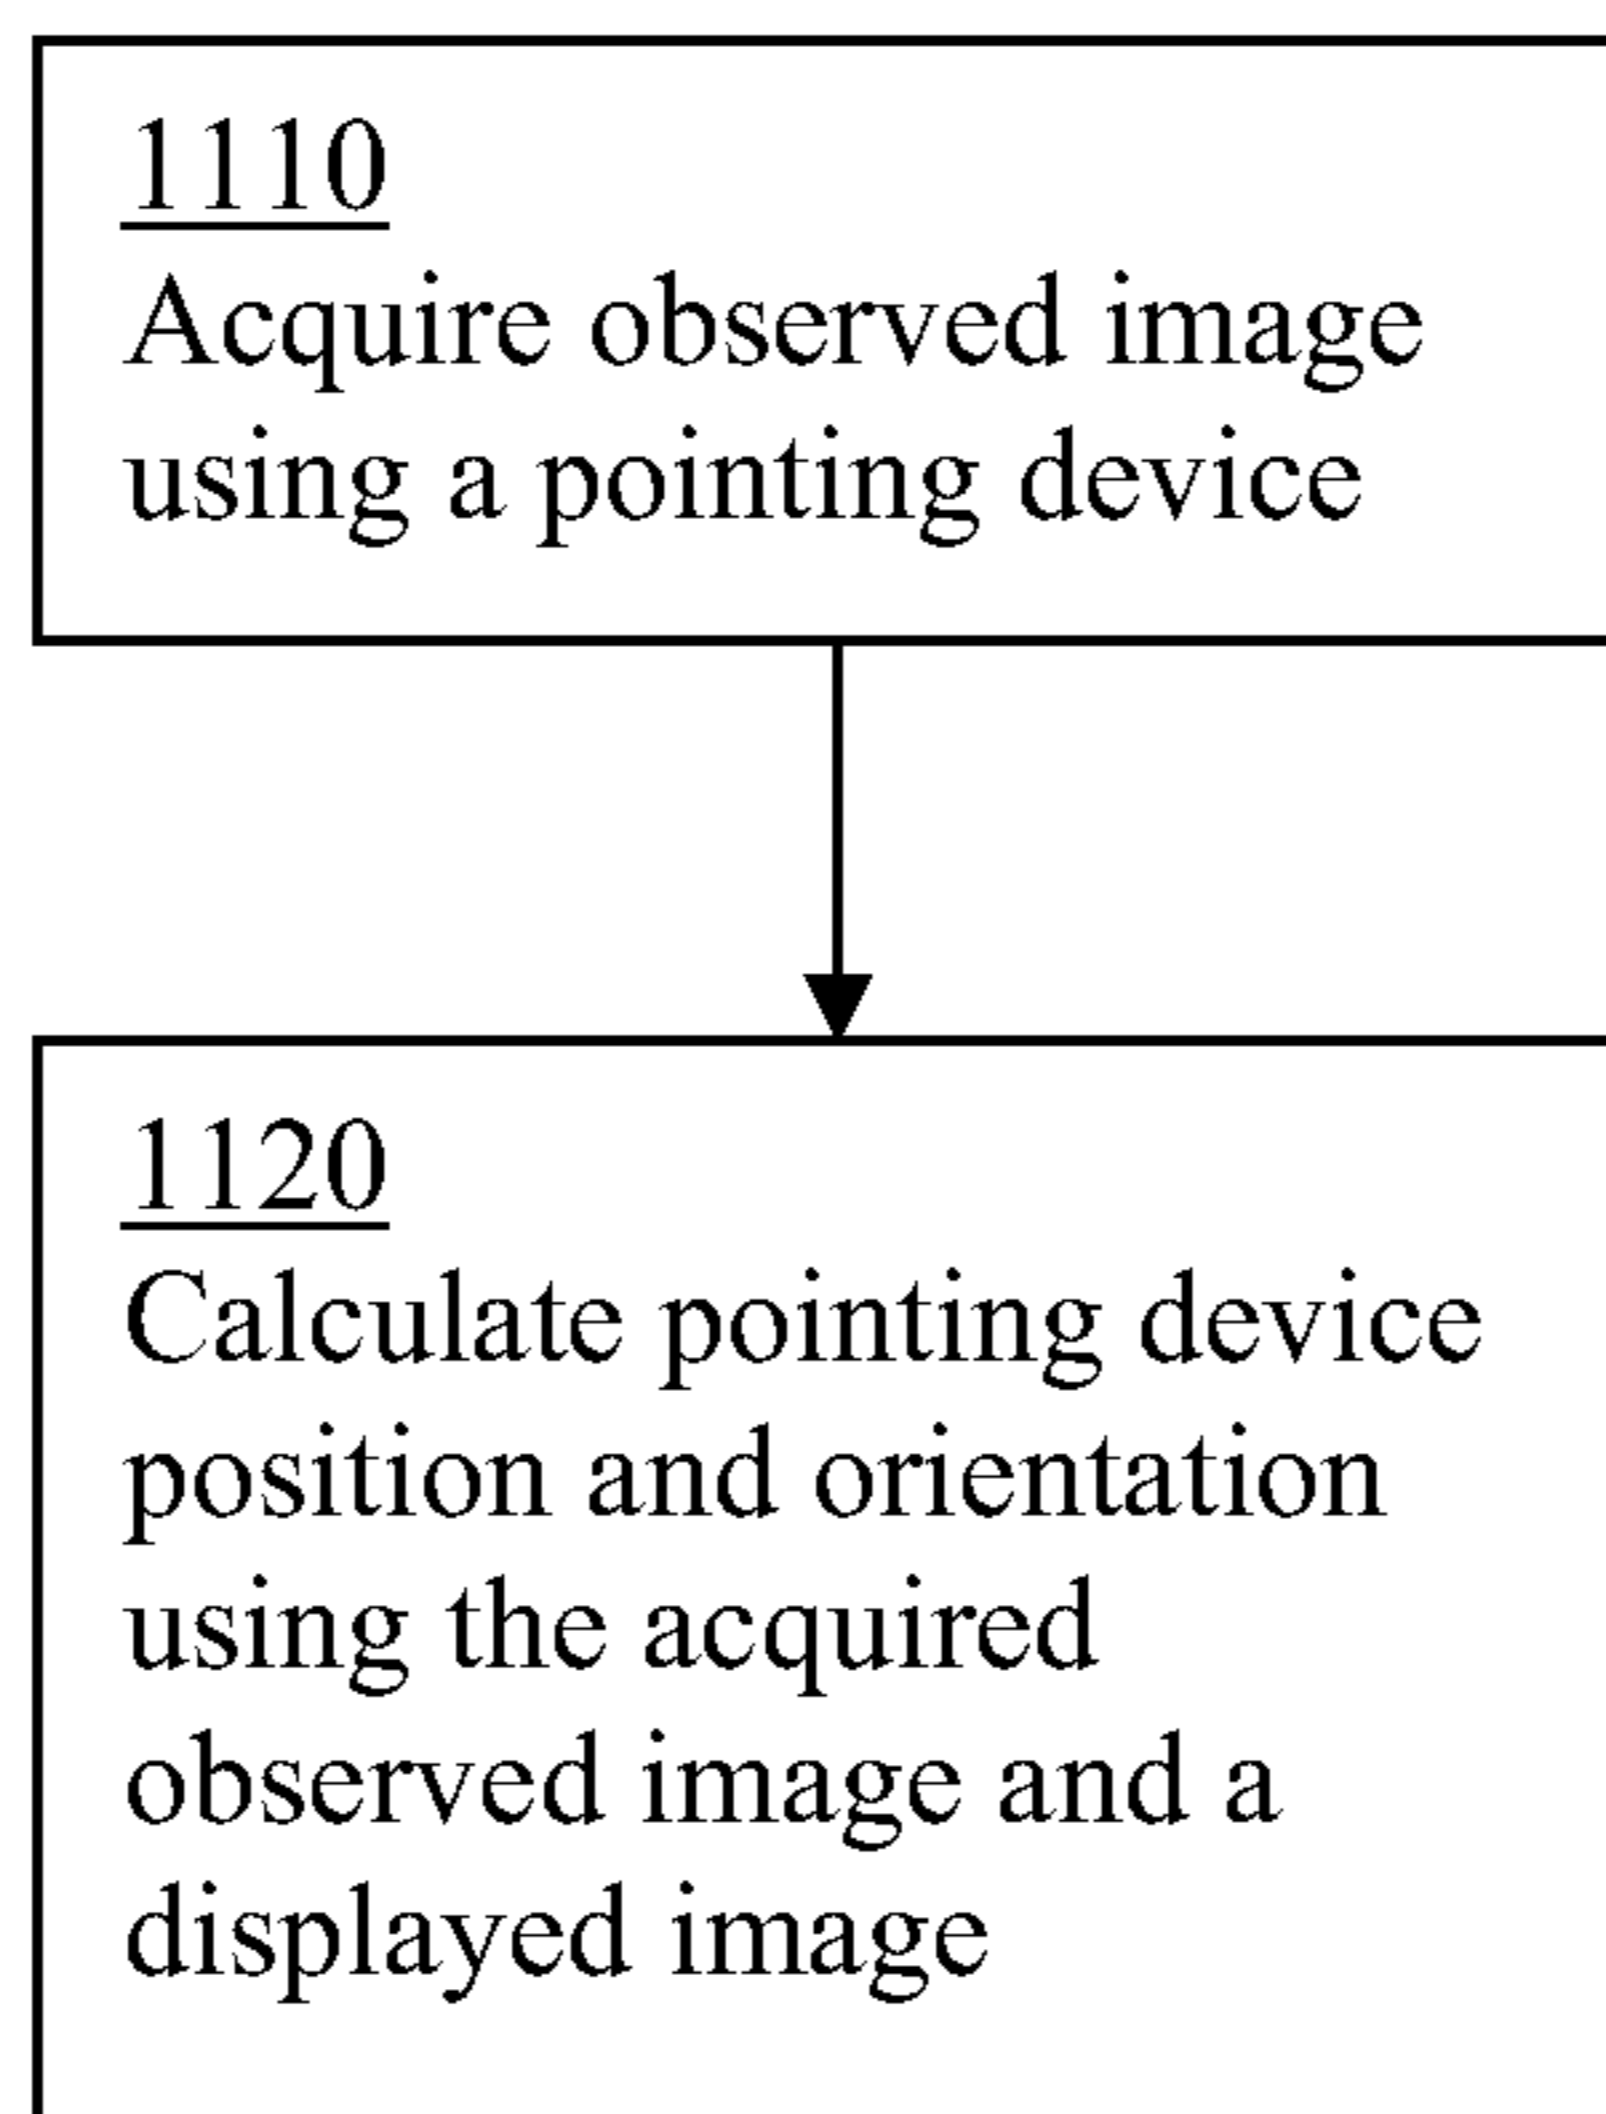 1110
Acquire observed image
using a pointing device
1120
Calculate pointing device
position and orientation
using the acquired
observed image and a
displayed image